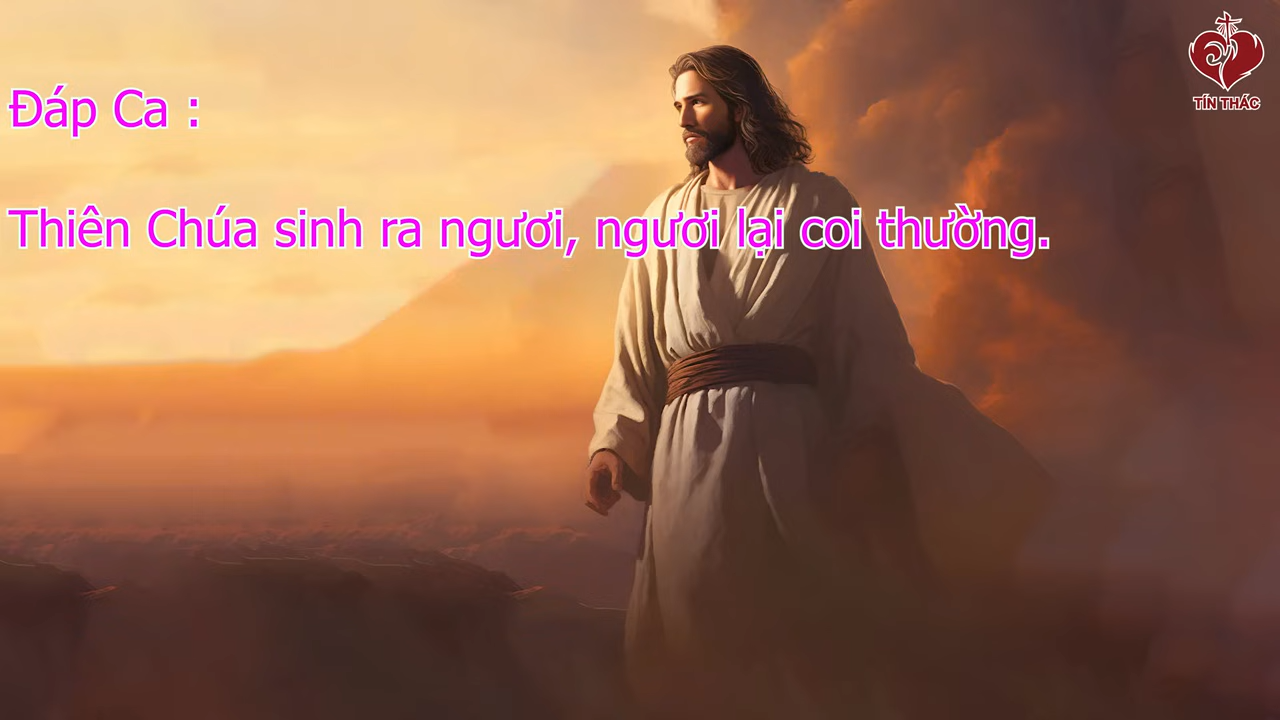 TÍN THÁC
Đáp Ca :
Thiên Chúa sinh ra ngươi, ngươi lại coi thường.